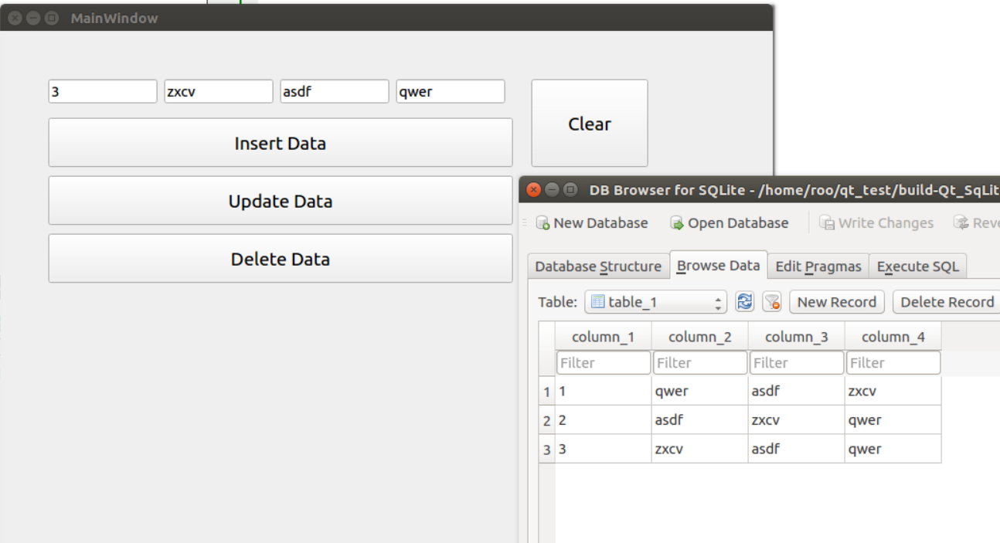 MainWindow
3 zxcv asdf qwer
Clear
Insert Data
Update Data
Delete Data
DB Browser for SQLite - /home/roo/qt_test/build-Qt_SqLit
New Database Open Database Write Changes Reve
Database Structure Browse Data Edit Pragmas Execute SQL
Table: table_1 New Record Delete Record
column_1 column_2 column_3 column_4
Filter Filter Filter Filter
1 1 qwer asdf zxcv
2 2 asdf zxcv qwer
3 3 zxcv asdf qwer